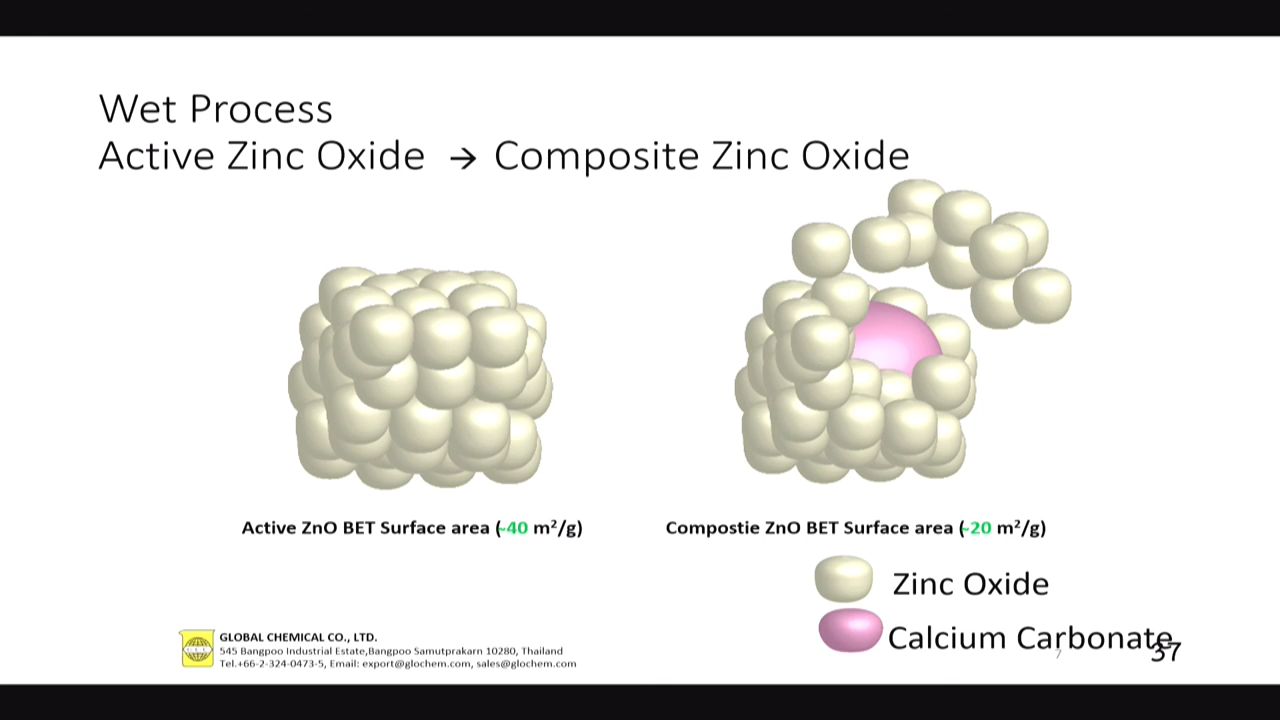 Wet Process
Active Zinc Oxide → Composite Zinc Oxide
Active ZnO BET Surface area (~40 m²/g)
Compostie ZnO BET Surface area (~20 m²/g)
Zinc Oxide
Calcium Carbonate
GLOBAL CHEMICAL CO., LTD.
545 Bangpoo Industrial Estate,Bangpoo Samutprakarn 10280, Thailand
Tel.+66-2-324-0473-5, Email: export@glochem.com, sales@glochem.com
7
37